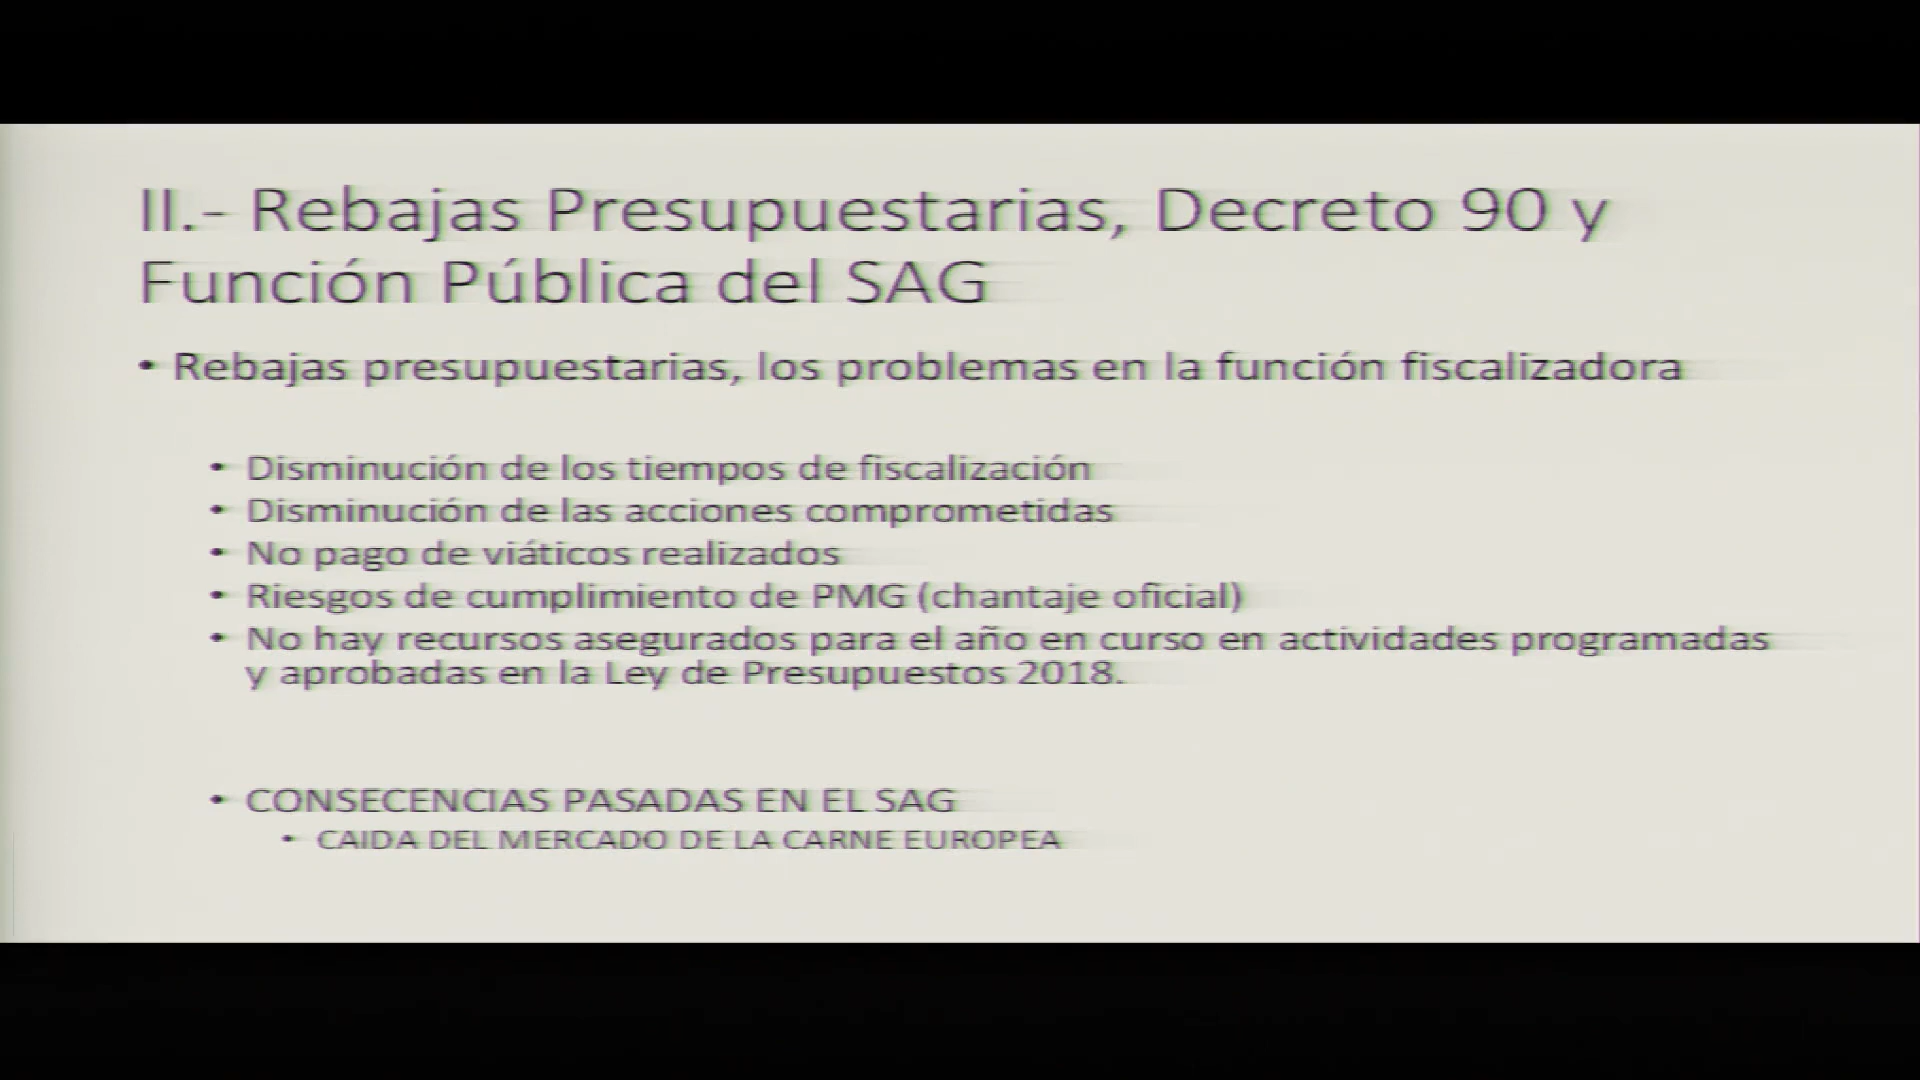 II.- Rebajas Presupuestarias, Decreto 90 y
Función Pública del SAG
• Rebajas presupuestarias, los problemas en la función fiscalizadora
• Disminución de los tiempos de fiscalización
• Disminución de las acciones comprometidas
• No pago de viáticos realizados
• Riesgos de cumplimiento de PMG (chantaje oficial)
• No hay recursos asegurados para el año en curso en actividades programadas
y aprobadas en la Ley de Presupuestos 2018.
• CONSECENCIAS PASADAS EN EL SAG
• CAIDA DEL MERCADO DE LA CARNE EUROPEA